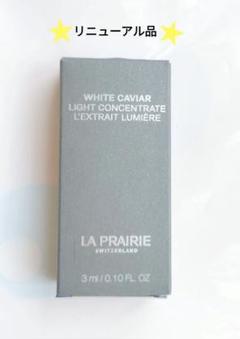 リニューアル品
WHITE CAVIAR
LIGHT CONCENTRATE
L'EXTRAIT LUMIÈRE
LA PRAIRIE
SWITZERLAND
3 ml / 0.10 FL. OZ